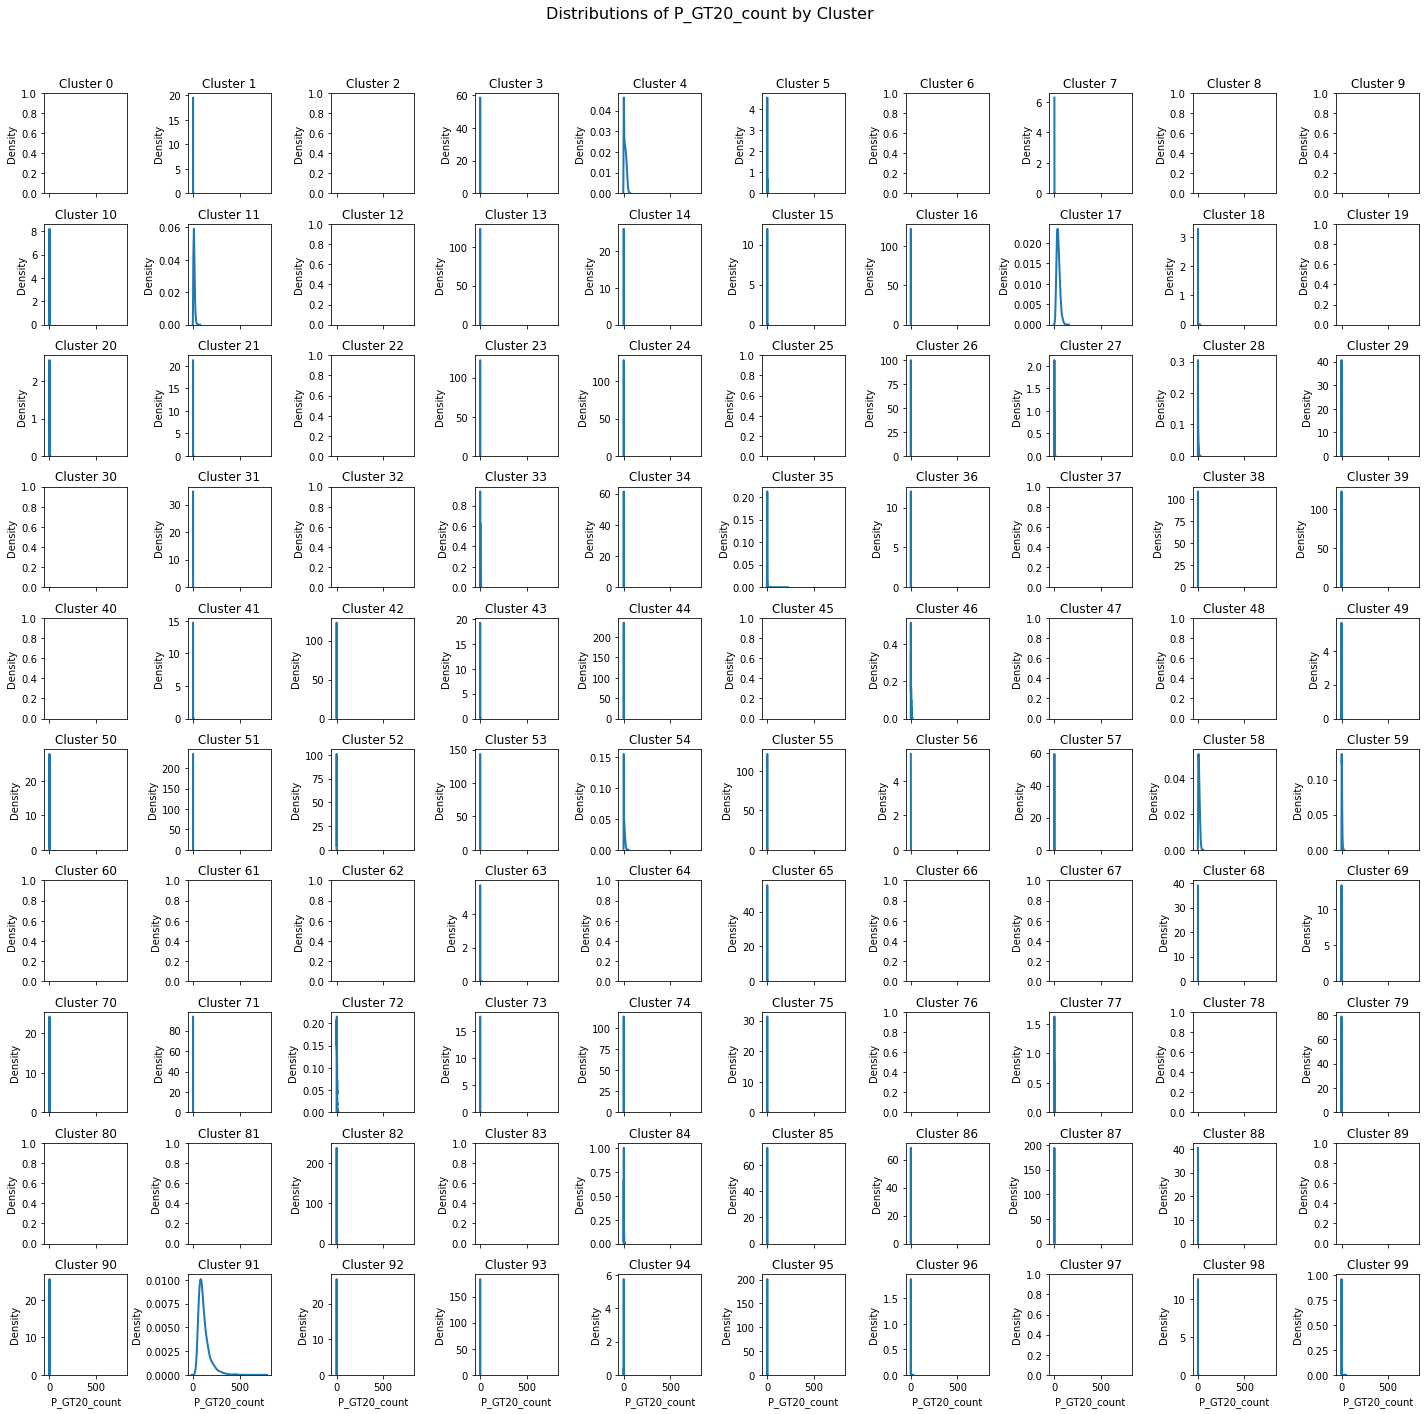 Distributions of P_GT20_count by Cluster
Cluster 0 Cluster 1 Cluster 2 Cluster 3 Cluster 4 Cluster 5 Cluster 6 Cluster 7 Cluster 8 Cluster 9
Density 1.0 0.8 0.6 0.4 0.2 0.0
Density 20 15 10 5 0
Density 1.0 0.8 0.6 0.4 0.2 0.0
Density 60 40 20 0
Density 0.04 0.03 0.02 0.01 0.00
Density 4 3 2 1 0
Density 1.0 0.8 0.6 0.4 0.2 0.0
Density 6 4 2 0
Density 1.0 0.8 0.6 0.4 0.2 0.0
Density 1.0 0.8 0.6 0.4 0.2 0.0
Cluster 10 Cluster 11 Cluster 12 Cluster 13 Cluster 14 Cluster 15 Cluster 16 Cluster 17 Cluster 18 Cluster 19
Density 8 6 4 2 0
Density 0.06 0.04 0.02 0.00
Density 1.0 0.8 0.6 0.4 0.2 0.0
Density 100 50 0
Density 20 10 0
Density 10 5 0
Density 100 75 50 25 0
Density 0.020 0.015 0.010 0.005 0.000
Density 3 2 1 0
Density 1.0 0.8 0.6 0.4 0.2 0.0
Cluster 20 Cluster 21 Cluster 22 Cluster 23 Cluster 24 Cluster 25 Cluster 26 Cluster 27 Cluster 28 Cluster 29
Density 2 1 0
Density 20 15 10 5 0
Density 1.0 0.8 0.6 0.4 0.2 0.0
Density 100 50 0
Density 100 50 0
Density 1.0 0.8 0.6 0.4 0.2 0.0
Density 100 75 50 25 0
Density 2.0 1.5 1.0 0.5 0.0
Density 0.3 0.2 0.1 0.0
Density 40 30 20 10 0
Cluster 30 Cluster 31 Cluster 32 Cluster 33 Cluster 34 Cluster 35 Cluster 36 Cluster 37 Cluster 38 Cluster 39
Density 1.0 0.8 0.6 0.4 0.2 0.0
Density 30 20 10 0
Density 1.0 0.8 0.6 0.4 0.2 0.0
Density 0.8 0.6 0.4 0.2 0.0
Density 60 40 20 0
Density 0.20 0.15 0.10 0.05 0.00
Density 10 5 0
Density 1.0 0.8 0.6 0.4 0.2 0.0
Density 100 75 50 25 0
Density 100 50 0
Cluster 40 Cluster 41 Cluster 42 Cluster 43 Cluster 44 Cluster 45 Cluster 46 Cluster 47 Cluster 48 Cluster 49
Density 1.0 0.8 0.6 0.4 0.2 0.0
Density 15 10 5 0
Density 100 50 0
Density 20 15 10 5 0
Density 200 150 100 50 0
Density 1.0 0.8 0.6 0.4 0.2 0.0
Density 0.4 0.2 0.0
Density 1.0 0.8 0.6 0.4 0.2 0.0
Density 1.0 0.8 0.6 0.4 0.2 0.0
Density 4 2 0
Cluster 50 Cluster 51 Cluster 52 Cluster 53 Cluster 54 Cluster 55 Cluster 56 Cluster 57 Cluster 58 Cluster 59
Density 20 10 0
Density 200 150 100 50 0
Density 100 75 50 25 0
Density 150 100 50 0
Density 0.15 0.10 0.05 0.00
Density 100 50 0
Density 4 2 0
Density 60 40 20 0
Density 0.04 0.02 0.00
Density 0.10 0.05 0.00
Cluster 60 Cluster 61 Cluster 62 Cluster 63 Cluster 64 Cluster 65 Cluster 66 Cluster 67 Cluster 68 Cluster 69
Density 1.0 0.8 0.6 0.4 0.2 0.0
Density 1.0 0.8 0.6 0.4 0.2 0.0
Density 1.0 0.8 0.6 0.4 0.2 0.0
Density 4 2 0
Density 1.0 0.8 0.6 0.4 0.2 0.0
Density 40 20 0
Density 1.0 0.8 0.6 0.4 0.2 0.0
Density 1.0 0.8 0.6 0.4 0.2 0.0
Density 40 30 20 10 0
Density 10 5 0
Cluster 70 Cluster 71 Cluster 72 Cluster 73 Cluster 74 Cluster 75 Cluster 76 Cluster 77 Cluster 78 Cluster 79
Density 20 10 0
Density 80 60 40 20 0
Density 0.20 0.15 0.10 0.05 0.00
Density 15 10 5 0
Density 100 75 50 25 0
Density 30 20 10 0
Density 1.0 0.8 0.6 0.4 0.2 0.0
Density 1.5 1.0 0.5 0.0
Density 1.0 0.8 0.6 0.4 0.2 0.0
Density 80 60 40 20 0
Cluster 80 Cluster 81 Cluster 82 Cluster 83 Cluster 84 Cluster 85 Cluster 86 Cluster 87 Cluster 88 Cluster 89
Density 1.0 0.8 0.6 0.4 0.2 0.0
Density 1.0 0.8 0.6 0.4 0.2 0.0
Density 200 100 0
Density 1.0 0.8 0.6 0.4 0.2 0.0
Density 1.00 0.75 0.50 0.25 0.00
Density 60 40 20 0
Density 60 40 20 0
Density 200 150 100 50 0
Density 40 30 20 10 0
Density 1.0 0.8 0.6 0.4 0.2 0.0
Cluster 90 Cluster 91 Cluster 92 Cluster 93 Cluster 94 Cluster 95 Cluster 96 Cluster 97 Cluster 98 Cluster 99
Density 20 10 0
Density 0.0100 0.0075 0.0050 0.0025 0.0000
Density 20 10 0
Density 150 100 50 0
Density 6 4 2 0
Density 200 150 100 50 0
Density 1.5 1.0 0.5 0.0
Density 1.0 0.8 0.6 0.4 0.2 0.0
Density 10 5 0
Density 1.00 0.75 0.50 0.25 0.00
0 500 0 500 0 500 0 500 0 500 0 500 0 500 0 500 0 500 0 500
P_GT20_count P_GT20_count P_GT20_count P_GT20_count P_GT20_count P_GT20_count P_GT20_count P_GT20_count P_GT20_count P_GT20_count